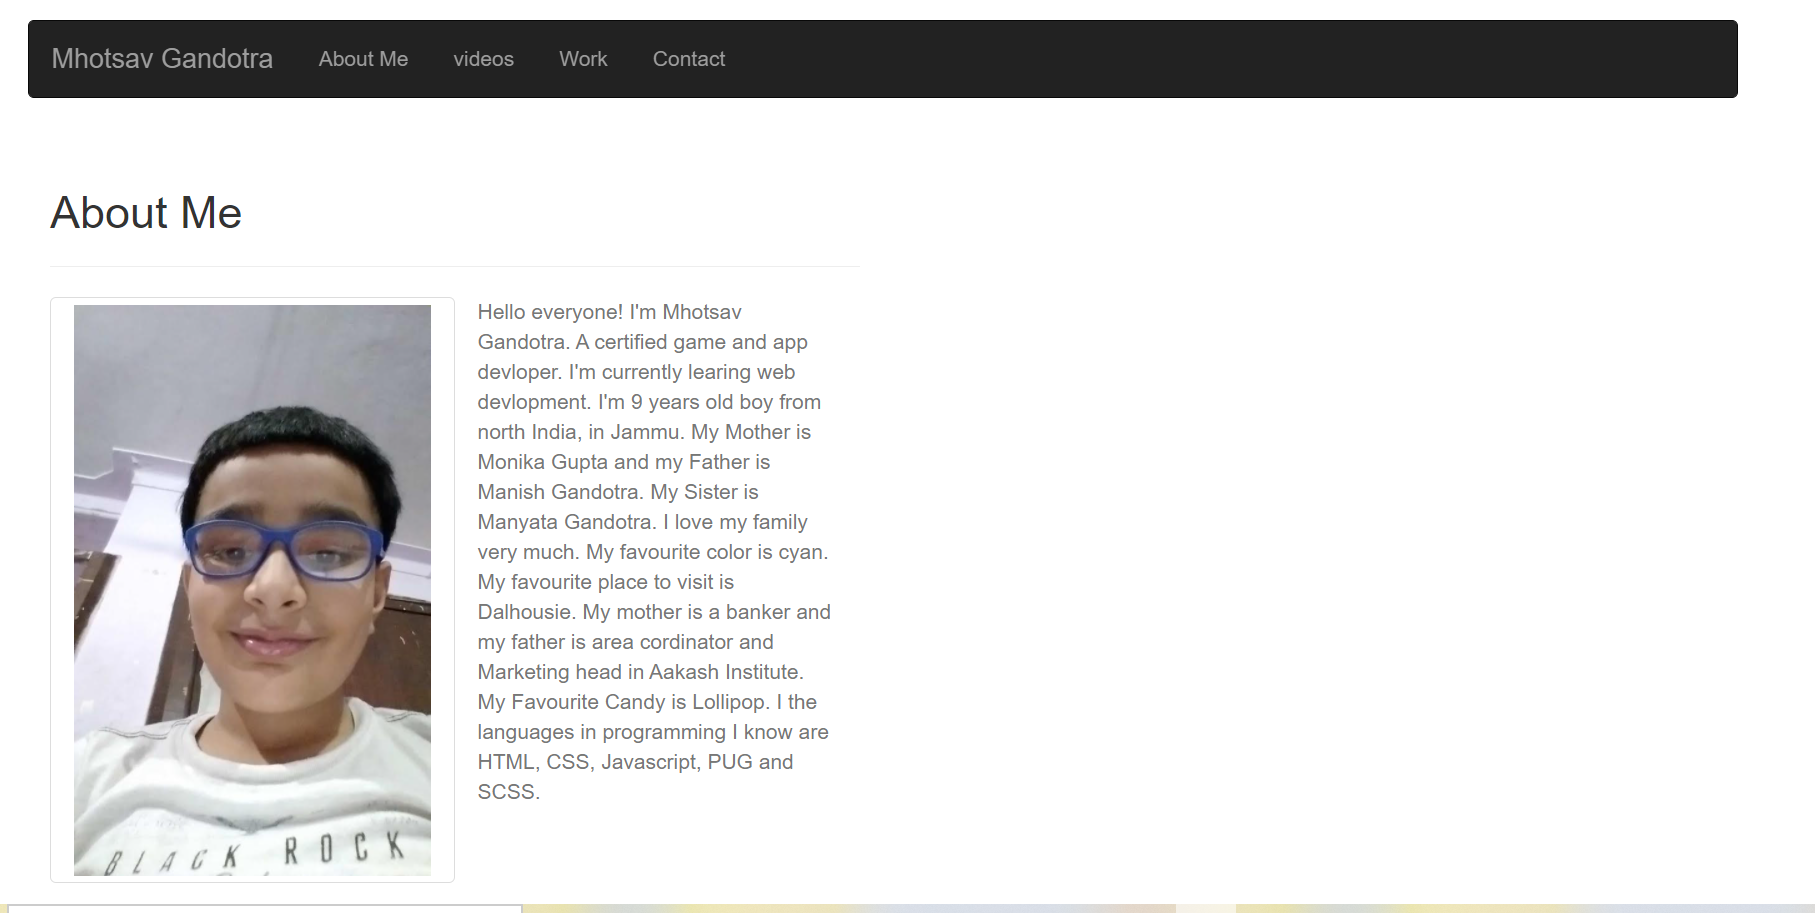 Mhotsav Gandotra About Me videos Work Contact
About Me
Hello everyone! I'm Mhotsav
Gandotra. A certified game and app
devloper. I'm currently learing web
devlopment. I'm 9 years old boy from
north India, in Jammu. My Mother is
Monika Gupta and my Father is
Manish Gandotra. My Sister is
Manyata Gandotra. I love my family
very much. My favourite color is cyan.
My favourite place to visit is
Dalhousie. My mother is a banker and
my father is area cordinator and
Marketing head in Aakash Institute.
My Favourite Candy is Lollipop. I the
languages in programming I know are
HTML, CSS, Javascript, PUG and
SCSS.
BLACK ROCK